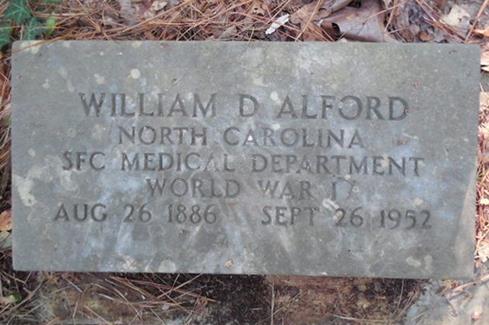 WILLIAM D ALFORD
NORTH CAROLINA
SFC MEDICAL DEPARTMENT
WORLD WAR I
AUG 26 1886 SEPT 26 1952